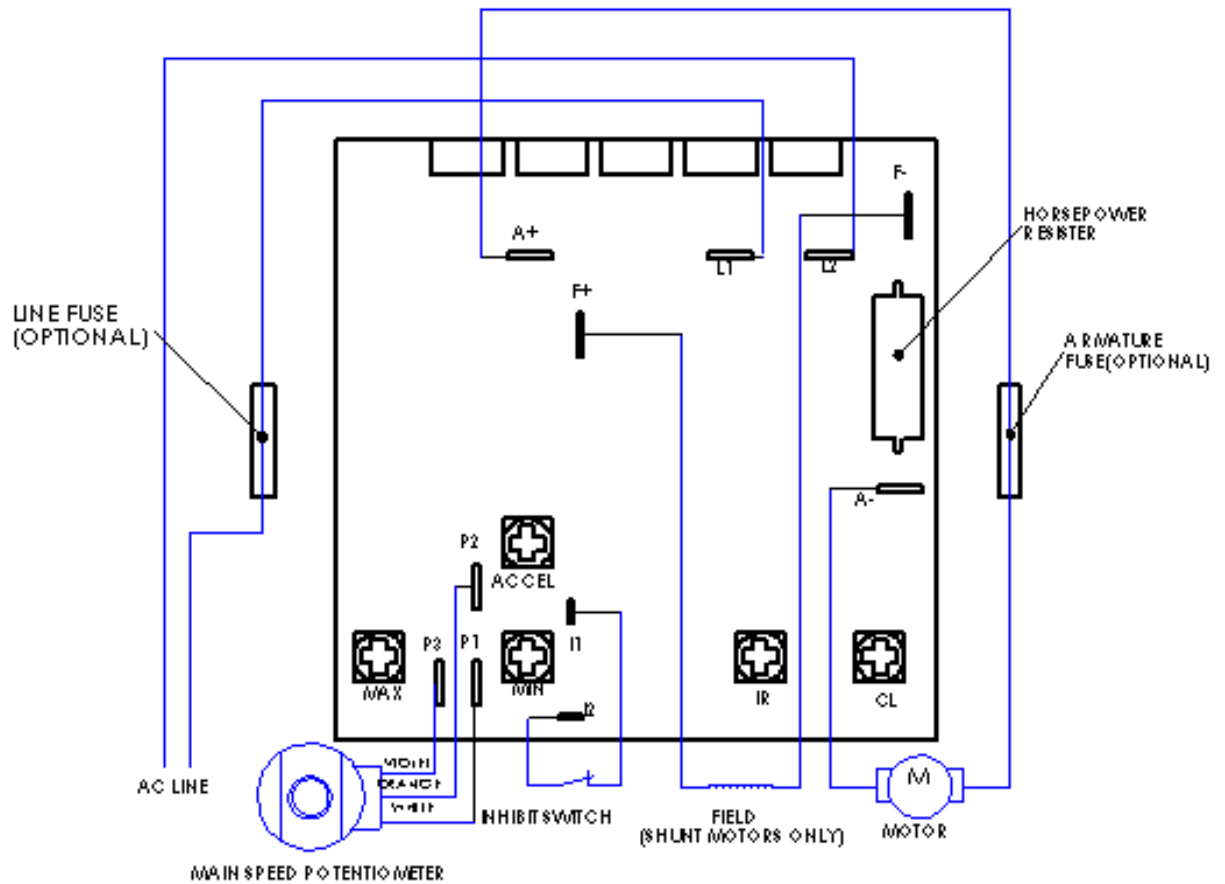 F-
HORSEPOWER
RESISTER
A+
L1
L2
F+
LINE FUSE
(OPTIONAL)
ARMATURE
FUSE(OPTIONAL)
A-
P2
ACCEL
I1
P3
P1
MAX
MIN
IR
CL
I2
VIOLET
ORANGE
WHITE
AC LINE
INHIBIT SWITCH
FIELD
(SHUNT MOTORS ONLY)
M
MOTOR
MAIN SPEED POTENTIOMETER